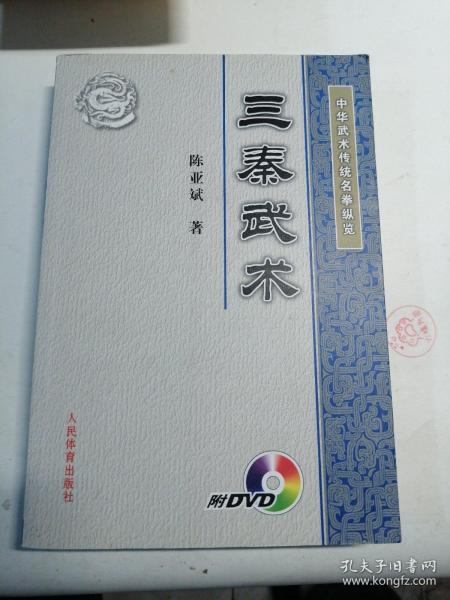 中华武术传统名拳纵览
三秦武术
陈亚斌 著
人民体育出版社
附DVD
孔夫子旧书网
www.kongfz.com